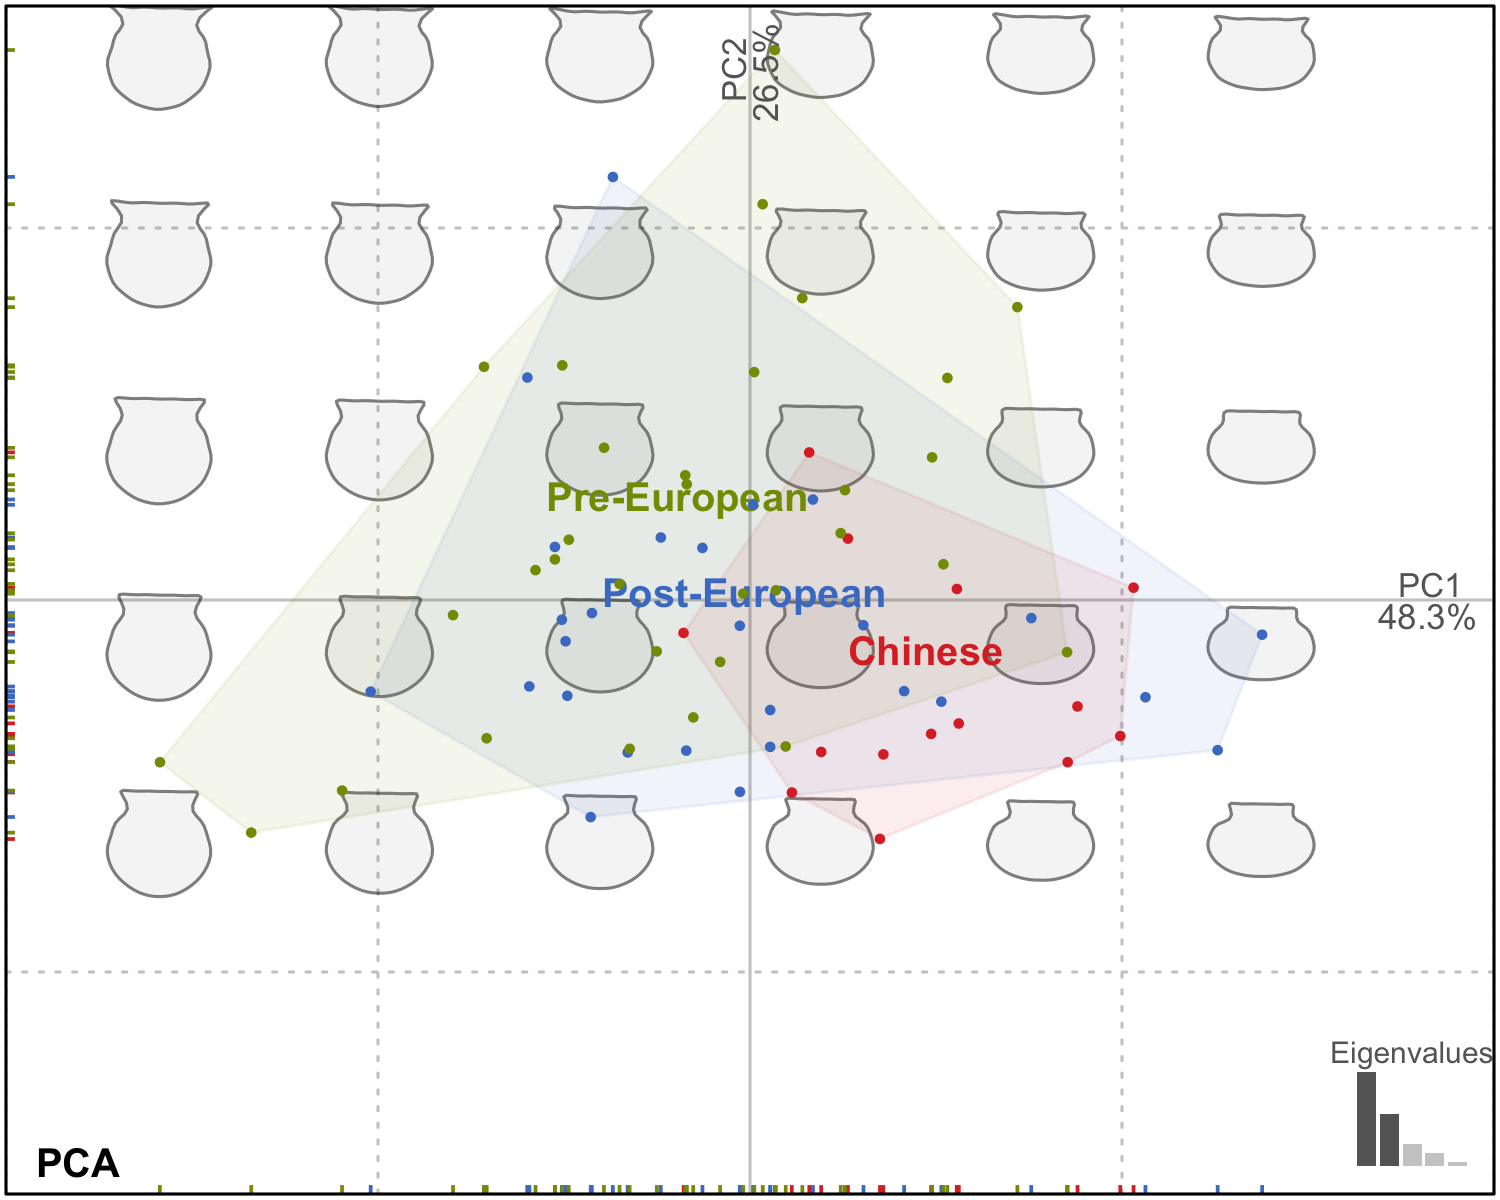 PC2
26.5%
Pre-European
PC1
Post-European
48.3%
Chinese
Eigenvalues
PCA